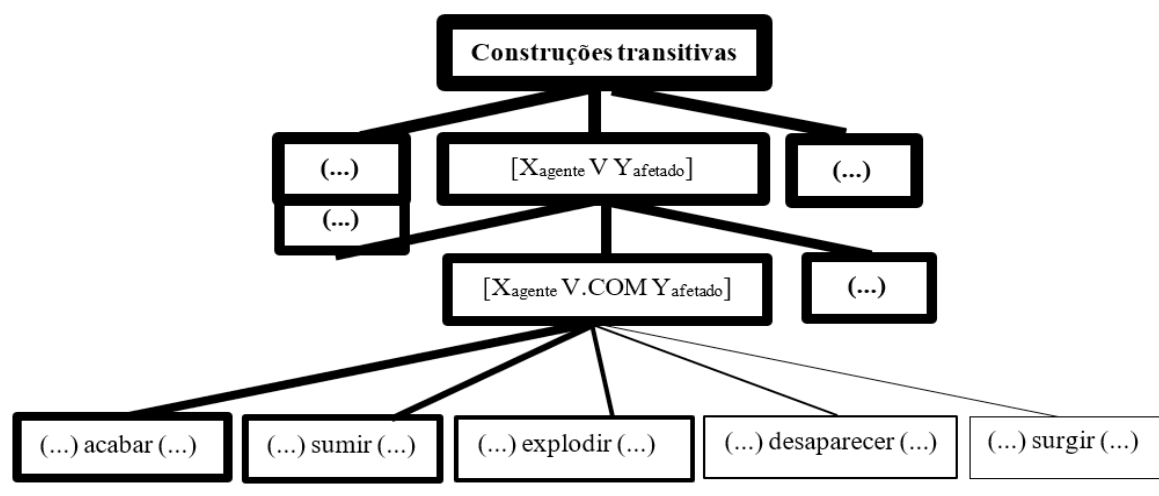 Construções transitivas
(...)
[Xagente V Yafetado]
(...)
(...)
[Xagente V.COM Yafetado]
(...)
(...) acabar (...)
(...) sumir (...)
(...) explodir (...)
(...) desaparecer (...)
(...) surgir (...)